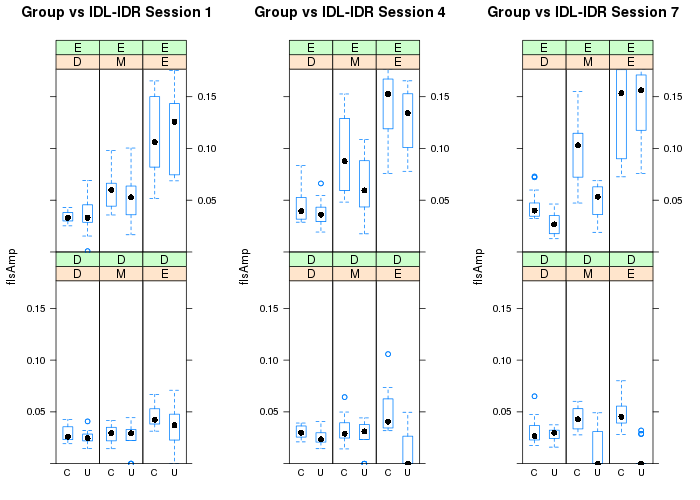 Group vs IDL-IDR Session 1
E E E
D M E
0.15
0.10
0.05
D D D
D M E
0.15
0.10
0.05
C U C U C U
flsAmp
Group vs IDL-IDR Session 4
E E E
D M E
0.15
0.10
0.05
D D D
D M E
0.15
0.10
0.05
C U C U C U
flsAmp
Group vs IDL-IDR Session 7
E E E
D M E
0.15
0.10
0.05
D D D
D M E
0.15
0.10
0.05
C U C U C U
flsAmp